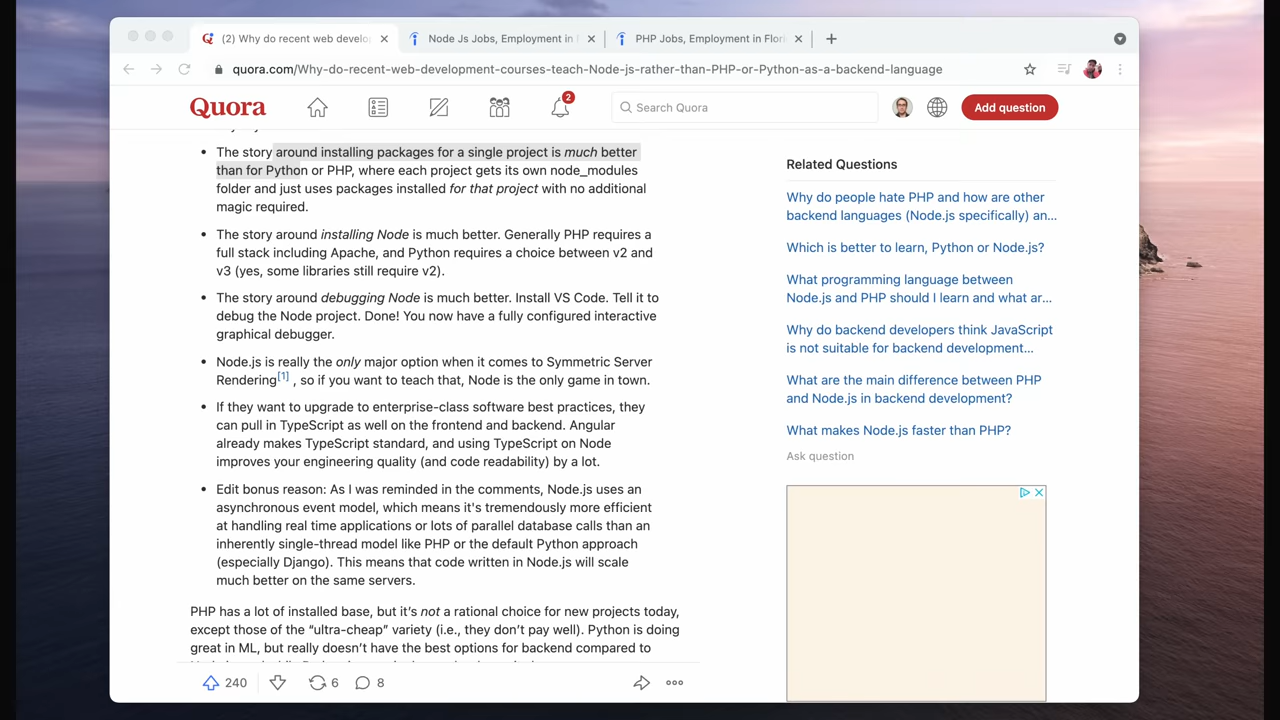 (2) Why do recent web develo
Node Js Jobs, Employment in
PHP Jobs, Employment in Flori
quora.com/Why-do-recent-web-development-courses-teach-Node-js-rather-than-PHP-or-Python-as-a-backend-language
Quora
2
Search Quora
Add question
• The story around installing packages for a single project is much better
than for Python or PHP, where each project gets its own node_modules
folder and just uses packages installed for that project with no additional
magic required.
• The story around installing Node is much better. Generally PHP requires a
full stack including Apache, and Python requires a choice between v2 and
v3 (yes, some libraries still require v2).
• The story around debugging Node is much better. Install VS Code. Tell it to
debug the Node project. Done! You now have a fully configured interactive
graphical debugger.
• Node.js is really the only major option when it comes to Symmetric Server
Rendering[1] , so if you want to teach that, Node is the only game in town.
• If they want to upgrade to enterprise-class software best practices, they
can pull in TypeScript as well on the frontend and backend. Angular
already makes TypeScript standard, and using TypeScript on Node
improves your engineering quality (and code readability) by a lot.
• Edit bonus reason: As I was reminded in the comments, Node.js uses an
asynchronous event model, which means it's tremendously more efficient
at handling real time applications or lots of parallel database calls than an
inherently single-thread model like PHP or the default Python approach
(especially Django). This means that code written in Node.js will scale
much better on the same servers.
PHP has a lot of installed base, but it's not a rational choice for new projects today,
except those of the “ultra-cheap” variety (i.e., they don't pay well). Python is doing
great in ML, but really doesn't have the best options for backend compared to
240
6
8
Related Questions
Why do people hate PHP and how are other
backend languages (Node.js specifically) an...
Which is better to learn, Python or Node.js?
What programming language between
Node.js and PHP should I learn and what ar...
Why do backend developers think JavaScript
is not suitable for backend development...
What are the main difference between PHP
and Node.js in backend development?
What makes Node.js faster than PHP?
Ask question